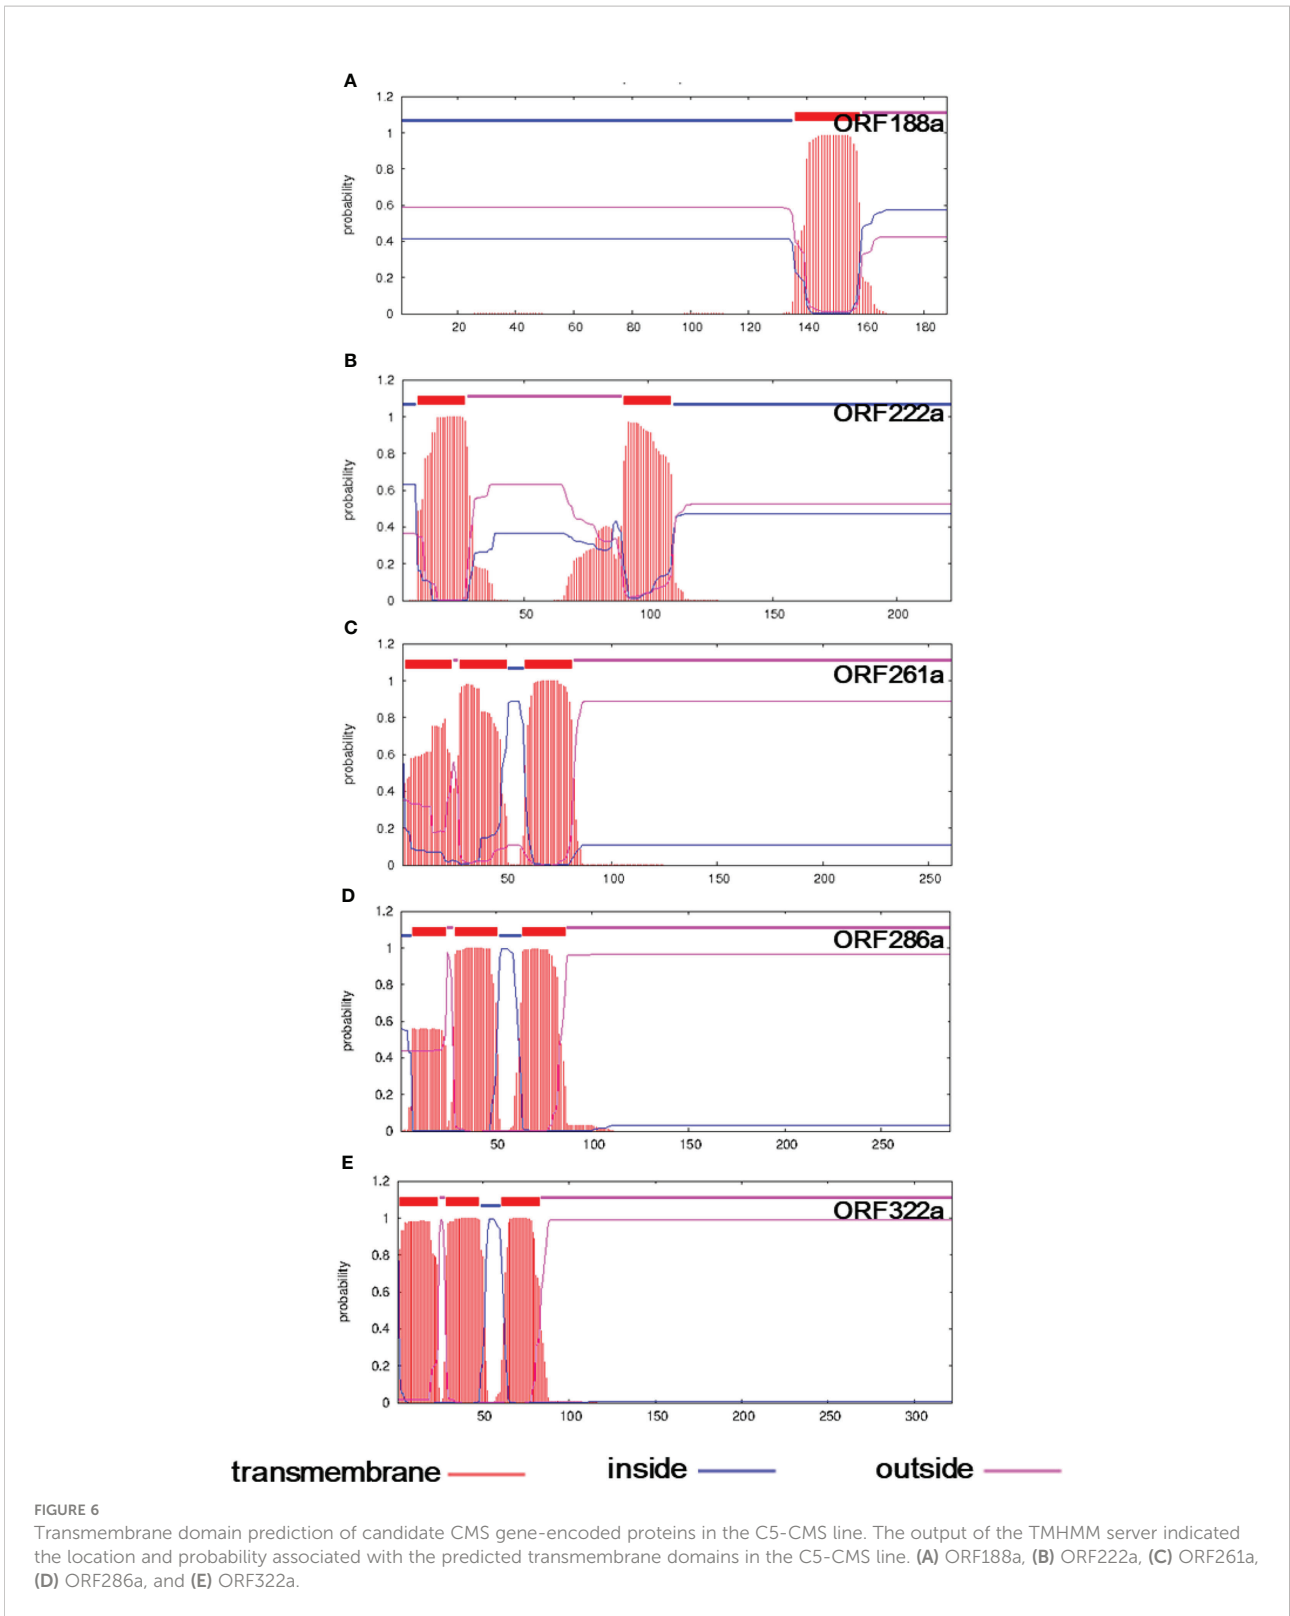 A
1.2
1
0.8
0.6
0.4
0.2
0
probability
ORF188a
20 40 60 80 100 120 140 160 180
B
1.2
1
0.8
0.6
0.4
0.2
0
probability
ORF222a
50 100 150 200
C
1.2
1
0.8
0.6
0.4
0.2
0
probability
ORF261a
50 100 150 200 250
D
1.2
1
0.8
0.6
0.4
0.2
0
probability
ORF286a
50 100 150 200 250
E
1.2
1
0.8
0.6
0.4
0.2
0
probability
ORF322a
50 100 150 200 250 300
transmembrane inside outside
FIGURE 6
Transmembrane domain prediction of candidate CMS gene-encoded proteins in the C5-CMS line. The output of the TMHMM server indicated
the location and probability associated with the predicted transmembrane domains in the C5-CMS line. (A) ORF188a, (B) ORF222a, (C) ORF261a,
(D) ORF286a, and (E) ORF322a.